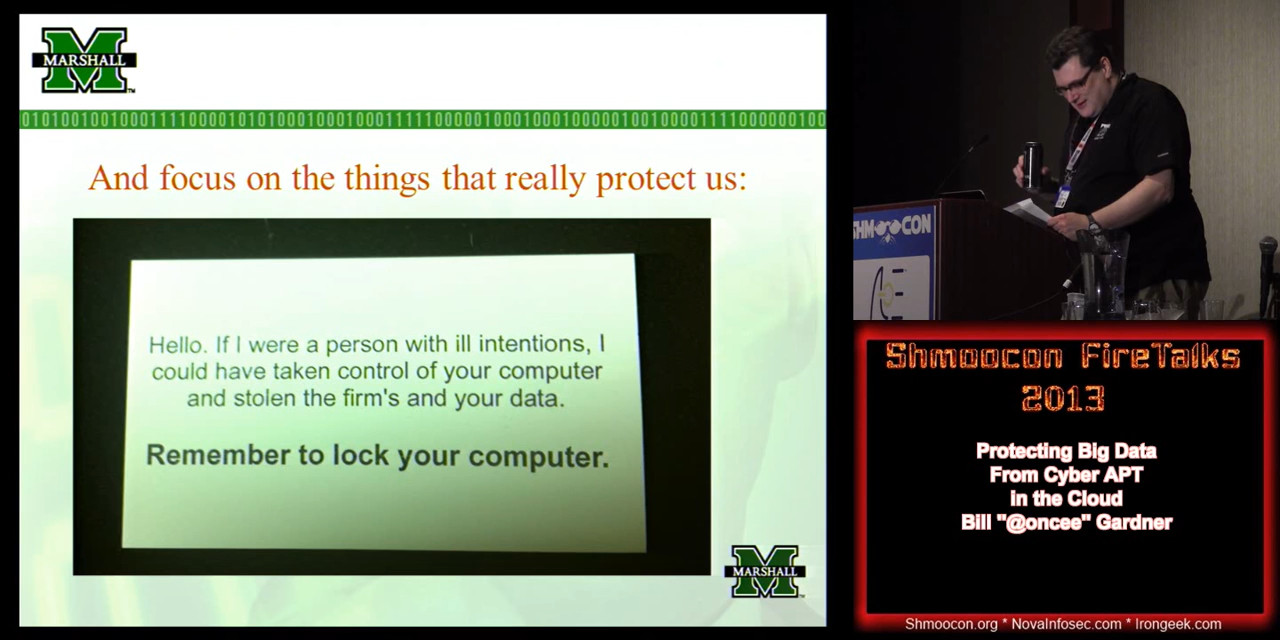 MARSHALL
TM
01010010010001111000010101000100010001111100000100010001000001001000011110000001 00
And focus on the things that really protect us:
Hello. If I were a person with ill intentions, I
could have taken control of your computer
and stolen the firm's and your data.
Remember to lock your computer.
MARSHALL
SHMOOCON
Shmoocon FireTalks
2013
Protecting Big Data
From Cyber APT
in the Cloud
Bill "@oncee" Gardner
Shmoocon.org * NovaInfosec.com * Irongeek.com